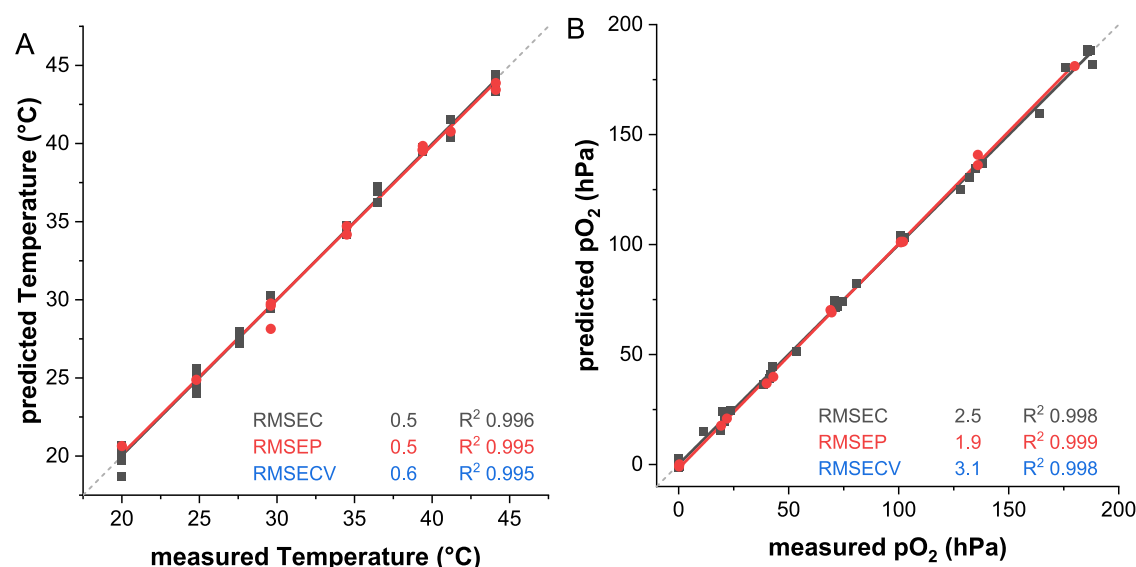 A
predicted Temperature (°C)
45
40
35
30
25
20
RMSEC 0.5 R² 0.996
RMSEP 0.5 R² 0.995
RMSECV 0.6 R² 0.995
20 25 30 35 40 45
measured Temperature (°C)
B
predicted pO₂ (hPa)
200
150
100
50
0
RMSEC 2.5 R² 0.998
RMSEP 1.9 R² 0.999
RMSECV 3.1 R² 0.998
0 50 100 150 200
measured pO₂ (hPa)